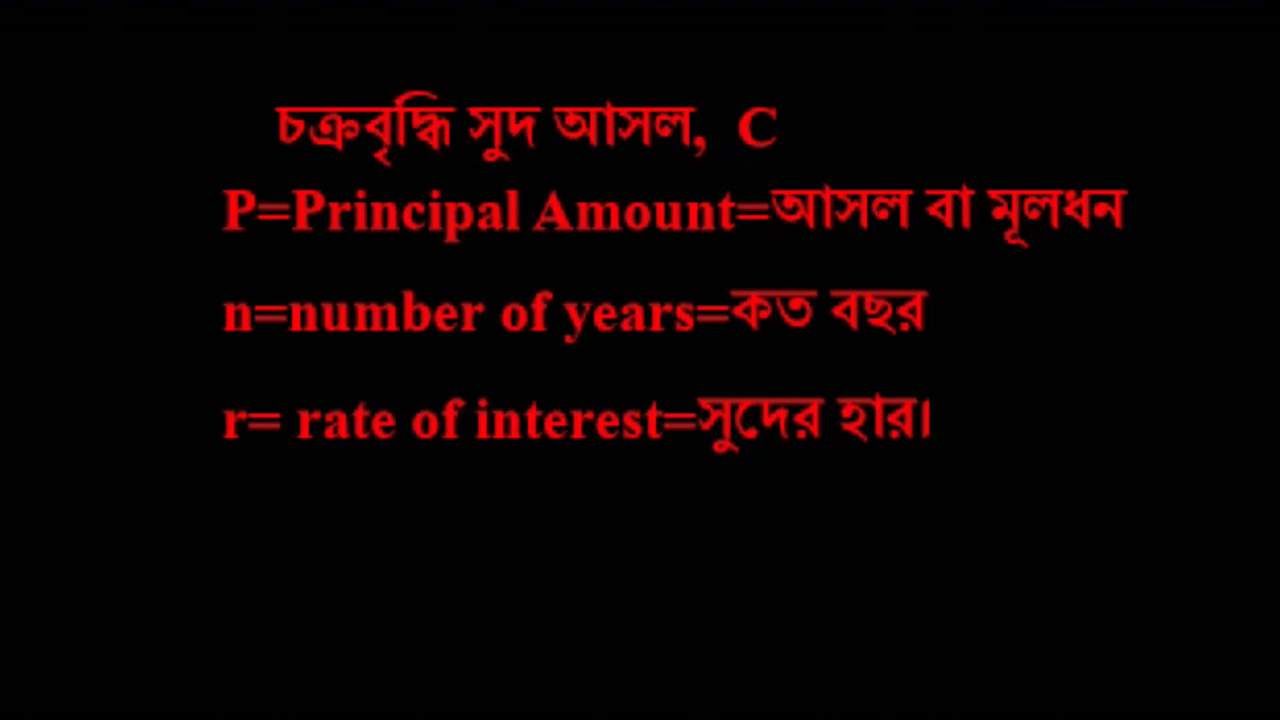 চক্রবৃদ্ধি সুদ আসল, C
P=Principal Amount=আসল বা মূলধন
n=number of years=কত বছর
r= rate of interest=সুদের হার।